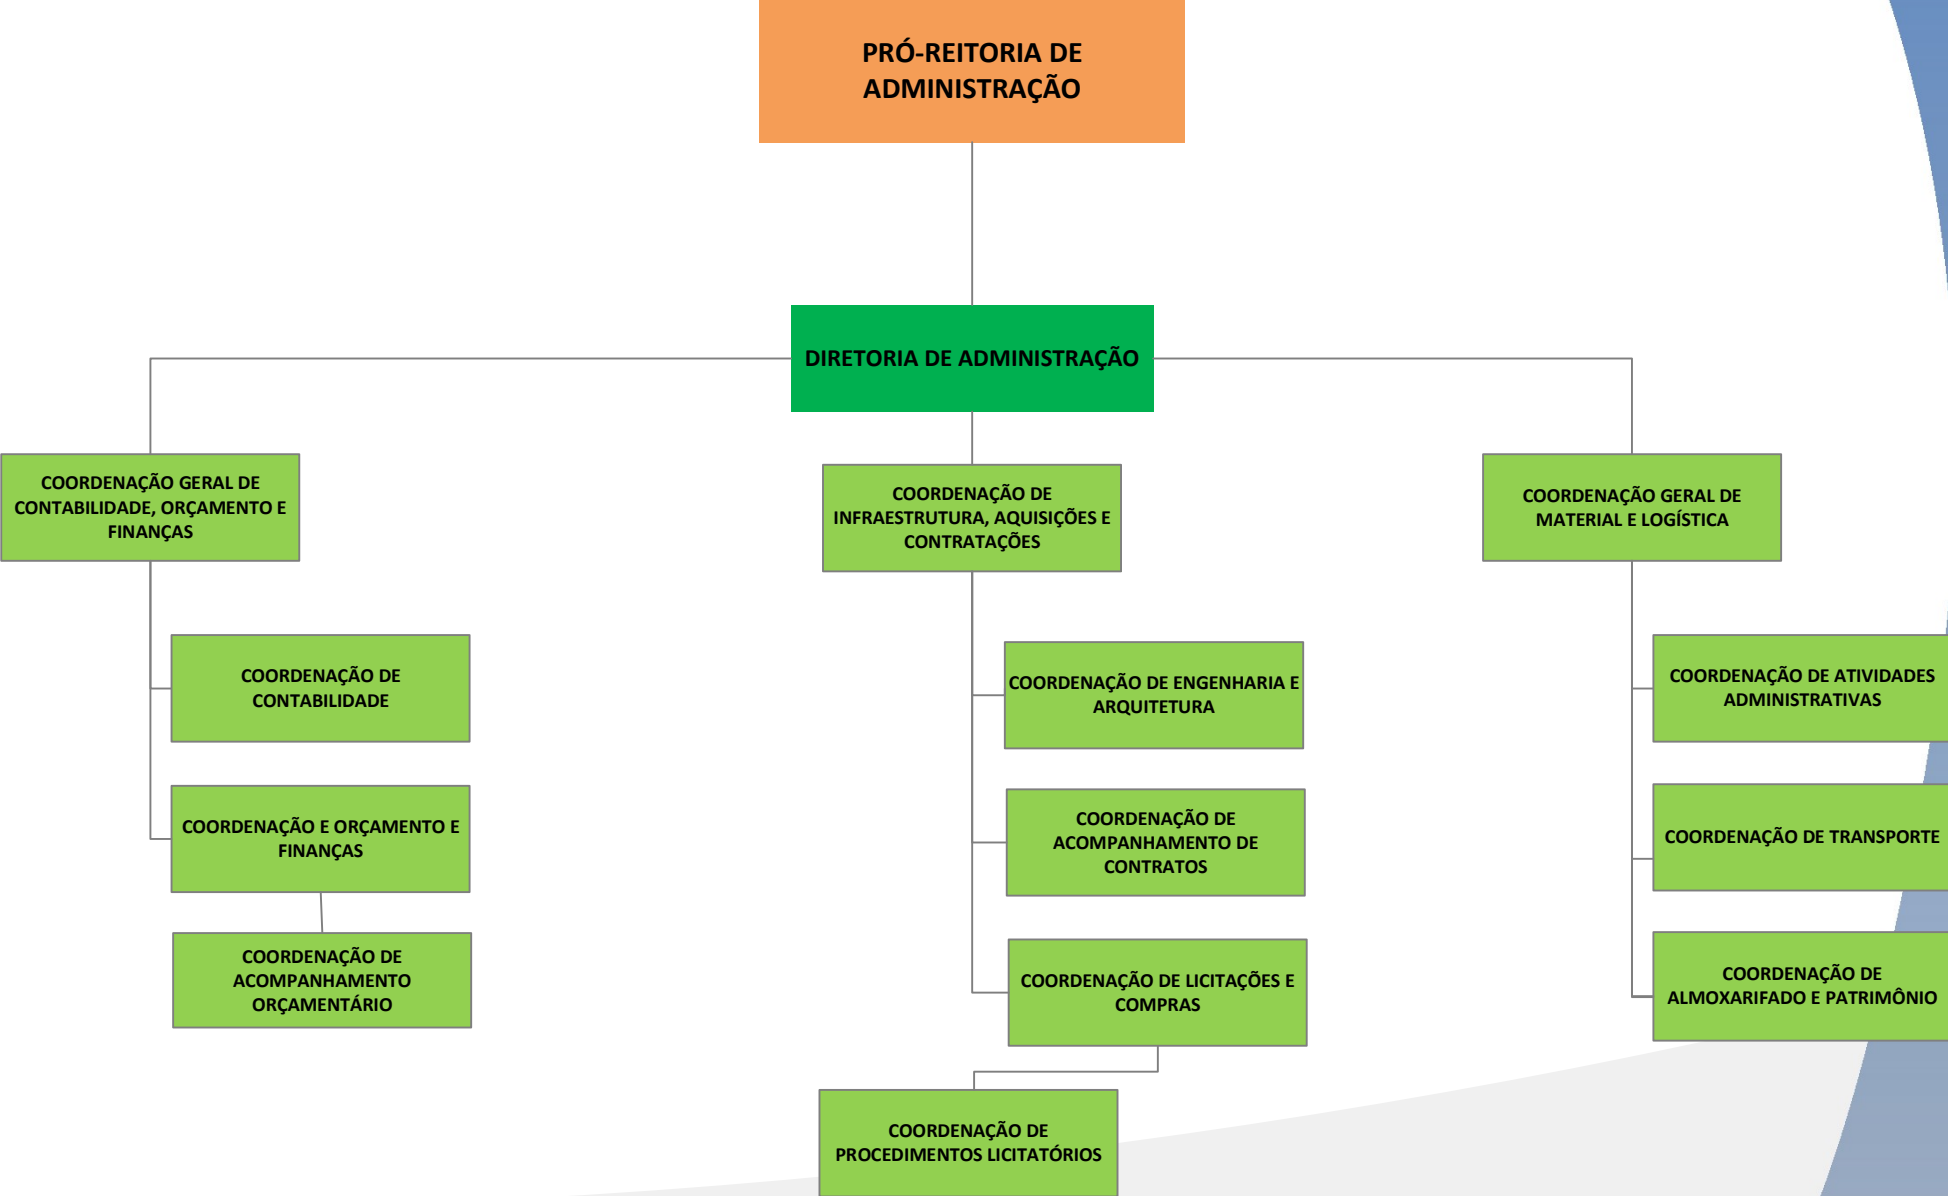 PRÓ-REITORIA DE
ADMINISTRAÇÃO
DIRETORIA DE ADMINISTRAÇÃO
COORDENAÇÃO GERAL DE
CONTABILIDADE, ORÇAMENTO E
FINANÇAS
COORDENAÇÃO DE
INFRAESTRUTURA, AQUISIÇÕES E
CONTRATAÇÕES
COORDENAÇÃO GERAL DE
MATERIAL E LOGÍSTICA
COORDENAÇÃO DE
CONTABILIDADE
COORDENAÇÃO DE ENGENHARIA E
ARQUITETURA
COORDENAÇÃO DE ATIVIDADES
ADMINISTRATIVAS
COORDENAÇÃO E ORÇAMENTO E
FINANÇAS
COORDENAÇÃO DE
ACOMPANHAMENTO DE
CONTRATOS
COORDENAÇÃO DE TRANSPORTE
COORDENAÇÃO DE
ACOMPANHAMENTO
ORÇAMENTÁRIO
COORDENAÇÃO DE LICITAÇÕES E
COMPRAS
COORDENAÇÃO DE
ALMOXARIFADO E PATRIMÔNIO
COORDENAÇÃO DE
PROCEDIMENTOS LICITATÓRIOS